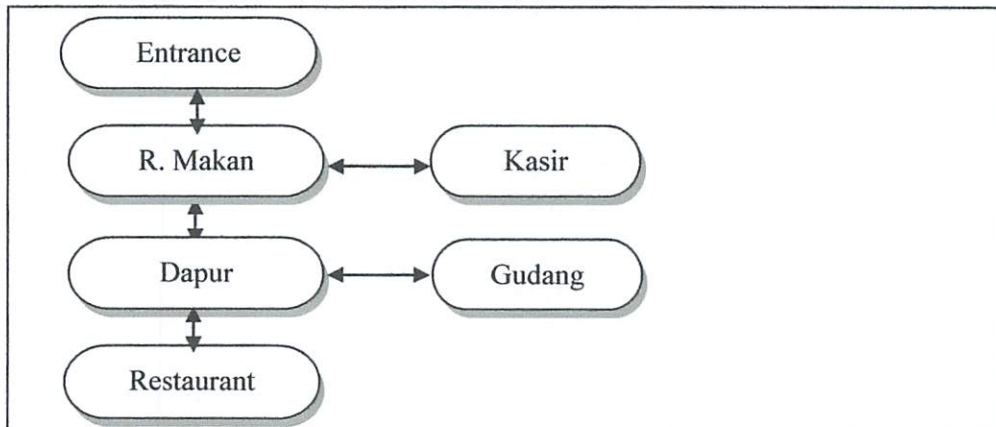 Entrance
R. Makan
Kasir
Dapur
Gudang
Restaurant